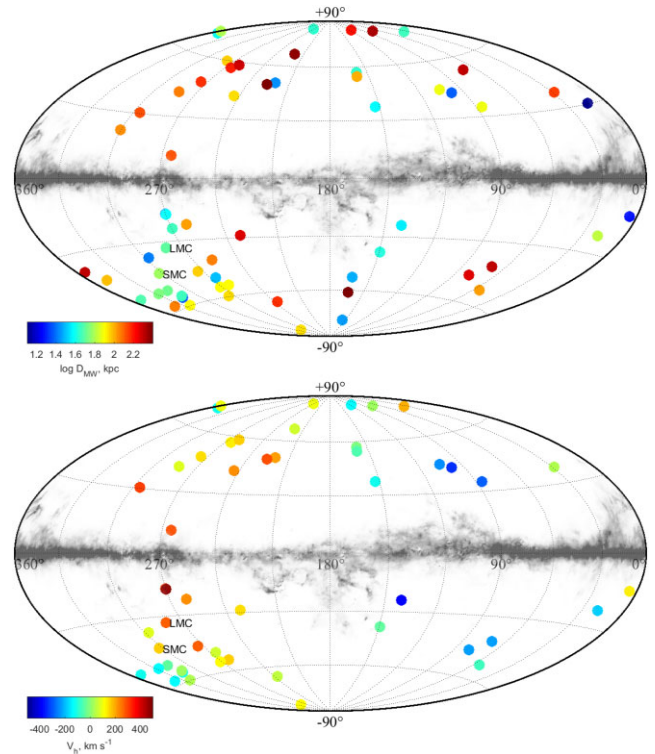 +90°
360° 270° 180° 90° 0°
LMC
SMC
-90°
1.2 1.4 1.6 1.8 2 2.2
log D_MW, kpc
+90°
360° 270° 180° 90° 0°
LMC
SMC
-90°
-400 -200 0 200 400
V_h, km s⁻¹